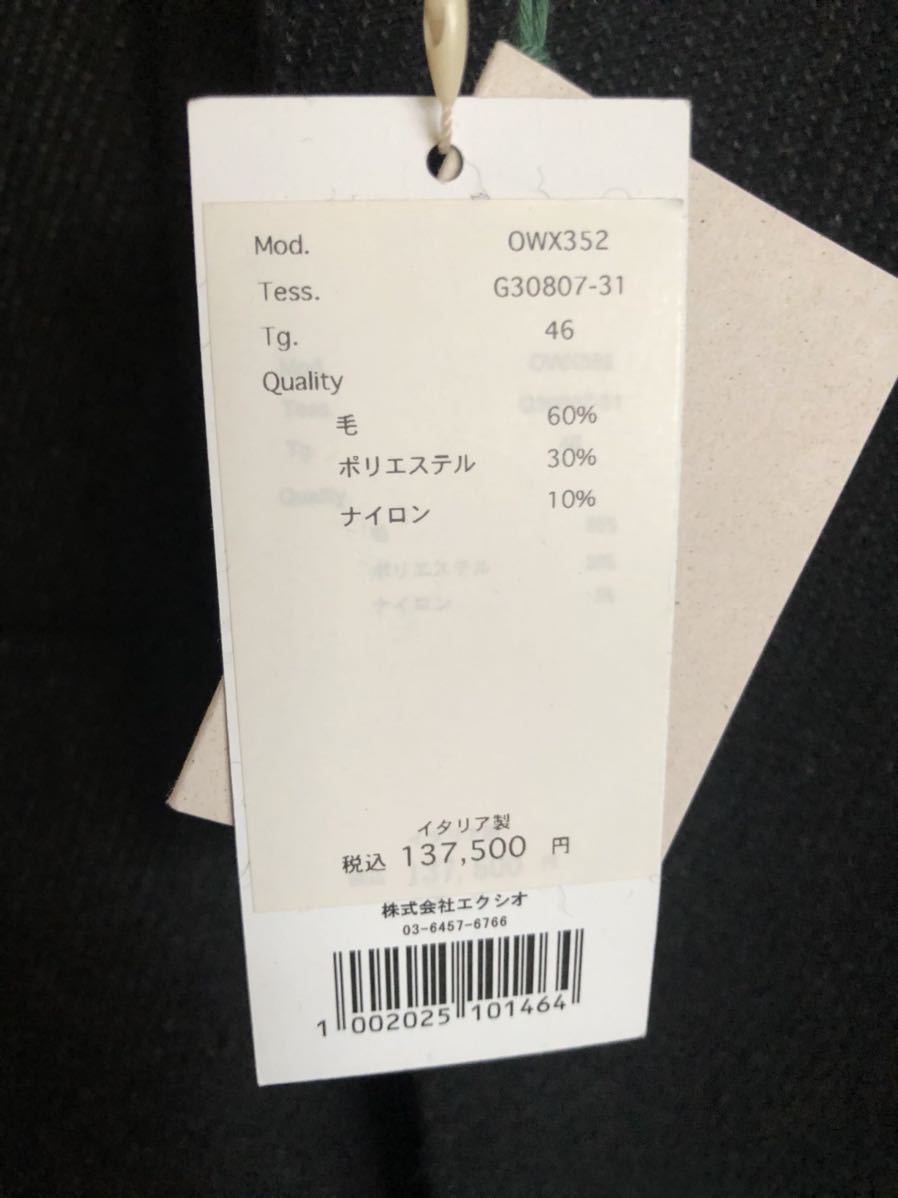 Mod. OWX352
Tess. G30807-31
Tg. 46
Quality
毛 60%
ポリエステル 30%
ナイロン 10%
イタリア製
税込 137,500 円
株式会社エクシオ
03-6457-6766
1 002025 101464